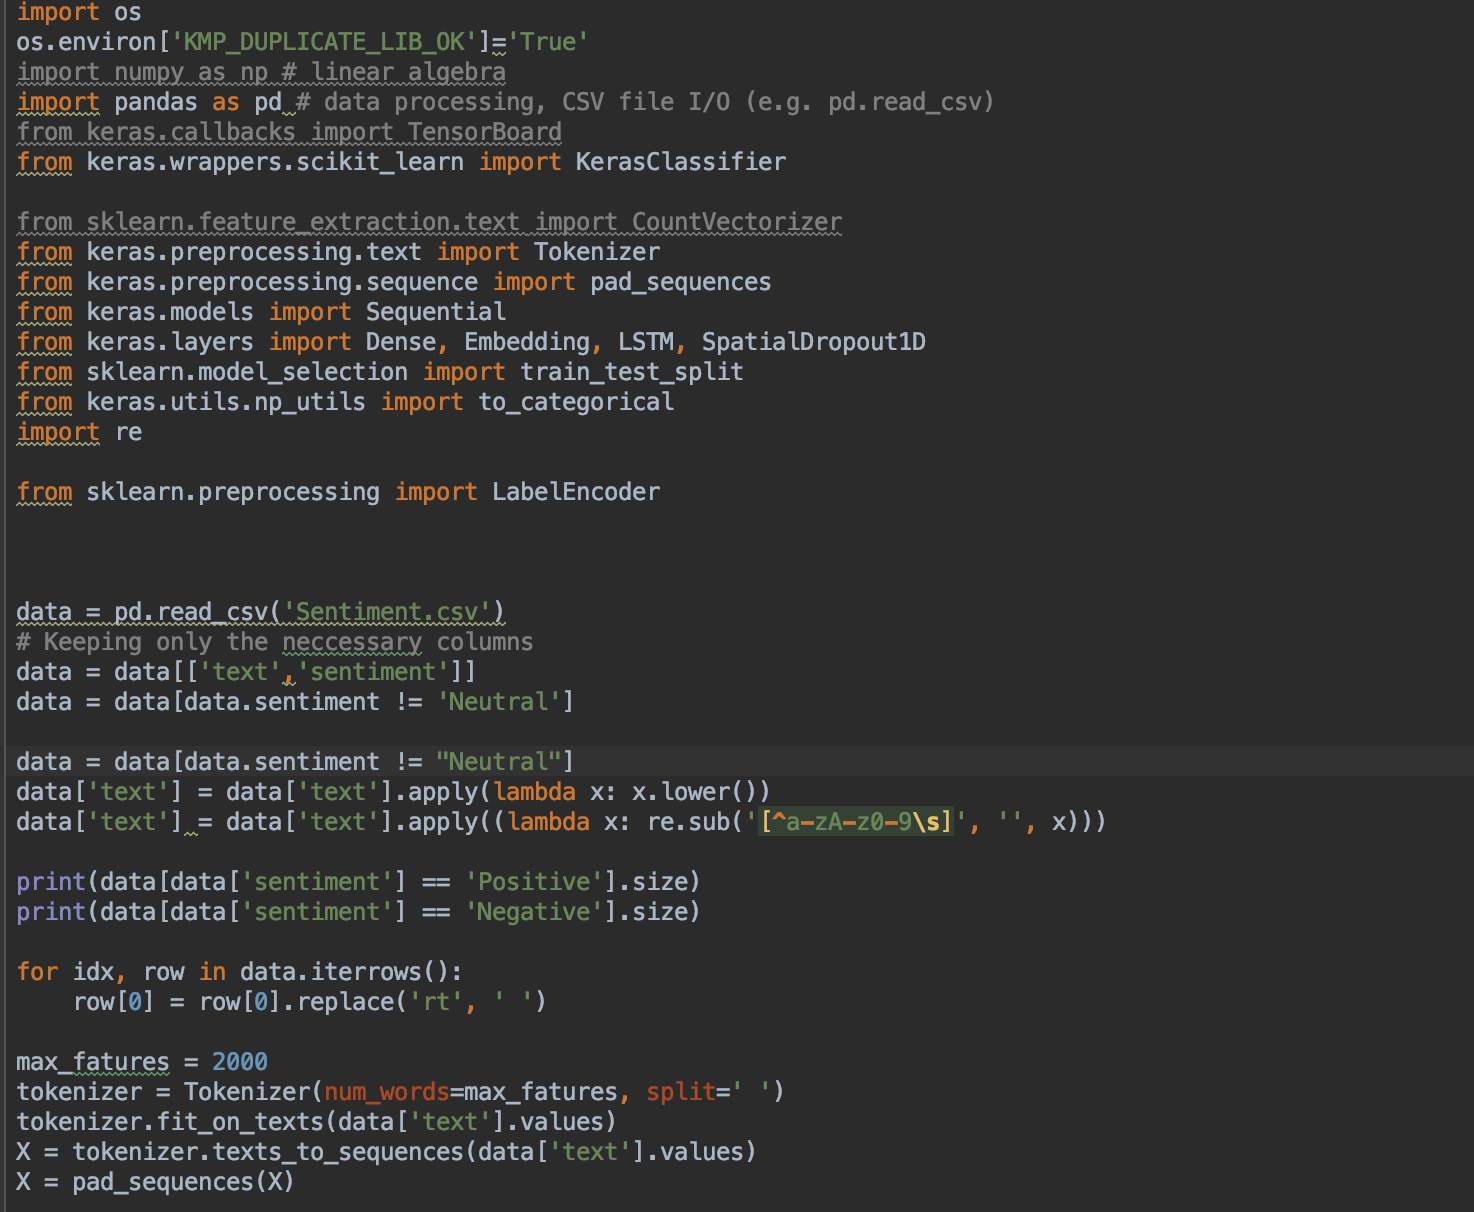 import os
os.environ['KMP_DUPLICATE_LIB_OK']='True'
import numpy as np # linear algebra
import pandas as pd # data processing, CSV file I/O (e.g. pd.read_csv)
from keras.callbacks import TensorBoard
from keras.wrappers.scikit_learn import KerasClassifier
from sklearn.feature_extraction.text import CountVectorizer
from keras.preprocessing.text import Tokenizer
from keras.preprocessing.sequence import pad_sequences
from keras.models import Sequential
from keras.layers import Dense, Embedding, LSTM, SpatialDropout1D
from sklearn.model_selection import train_test_split
from keras.utils.np_utils import to_categorical
import re
from sklearn.preprocessing import LabelEncoder
data = pd.read_csv('Sentiment.csv')
# Keeping only the neccessary columns
data = data[['text','sentiment']]
data = data[data.sentiment != 'Neutral']
data = data[data.sentiment != "Neutral"]
data['text'] = data['text'].apply(lambda x: x.lower())
data['text'] = data['text'].apply((lambda x: re.sub('[^a-zA-z0-9\s]', '', x)))
print(data[data['sentiment'] == 'Positive'].size)
print(data[data['sentiment'] == 'Negative'].size)
for idx, row in data.iterrows():
    row[0] = row[0].replace('rt', ' ')
max_fatures = 2000
tokenizer = Tokenizer(num_words=max_fatures, split=' ')
tokenizer.fit_on_texts(data['text'].values)
X = tokenizer.texts_to_sequences(data['text'].values)
X = pad_sequences(X)